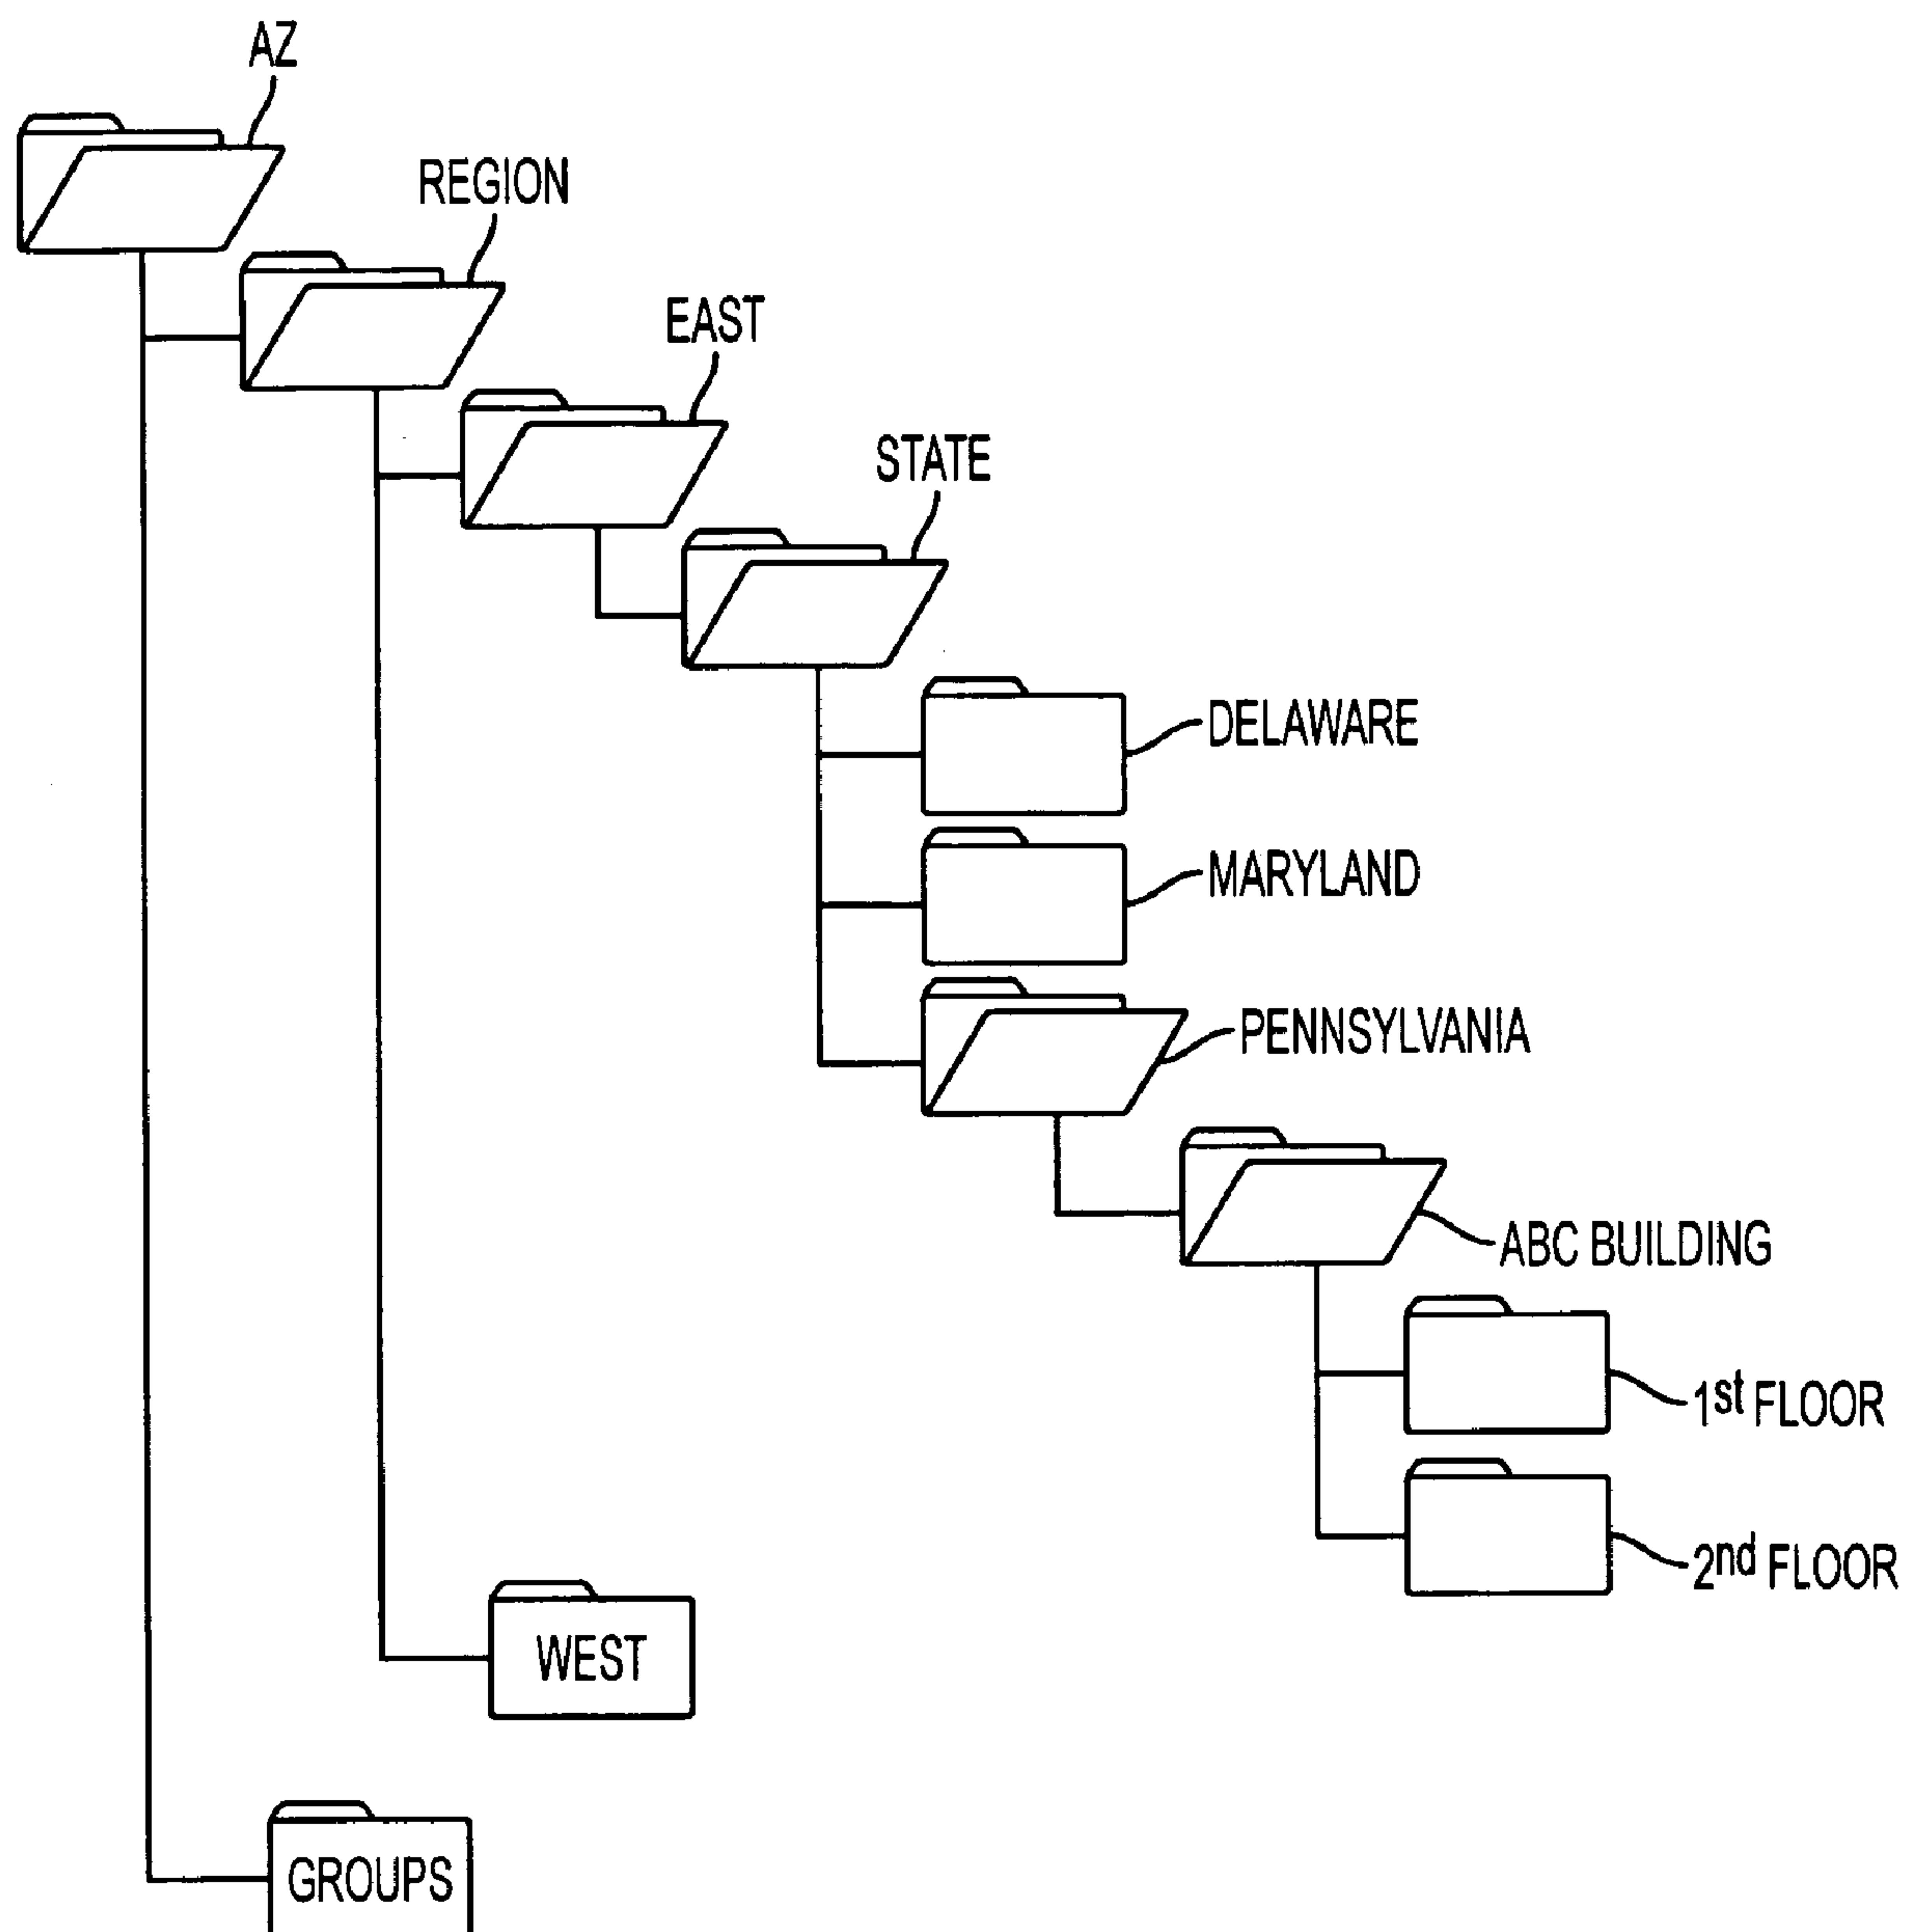 AZ
REGION
EAST
STATE
DELAWARE
MARYLAND
PENNSYLVANIA
ABC BUILDING
1st FLOOR
2nd FLOOR
WEST
GROUPS